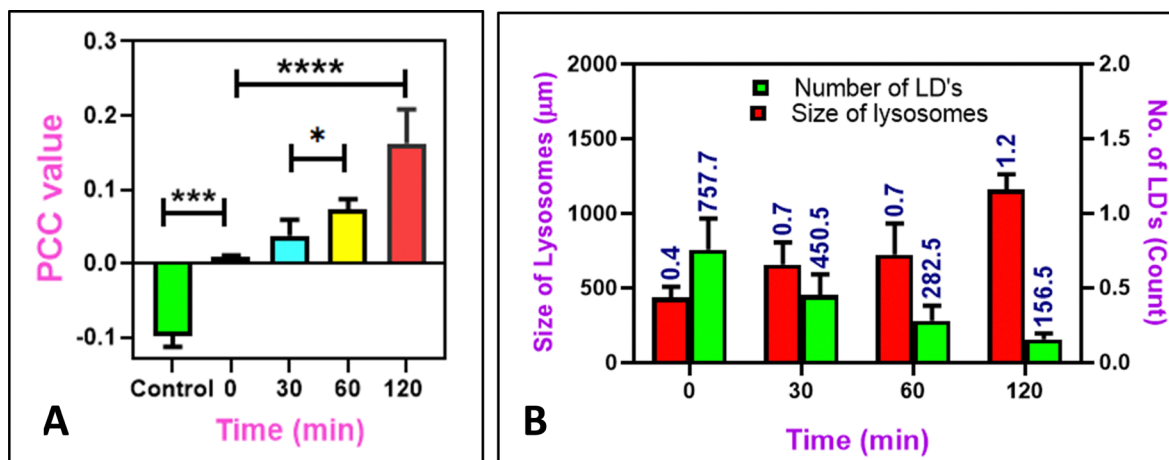 0.3
0.2
0.1
0.0
-0.1
PCC value
***
*
****
Control 0 30 60 120
Time (min)
A
2000
1500
1000
500
0
Size of Lysosomes (µm)
Number of LD's
Size of lysosomes
0.4
757.7
0.7
450.5
0.7
282.5
1.2
156.5
2.0
1.5
1.0
0.5
0.0
No. of LD's (Count)
0 30 60 120
Time (min)
B